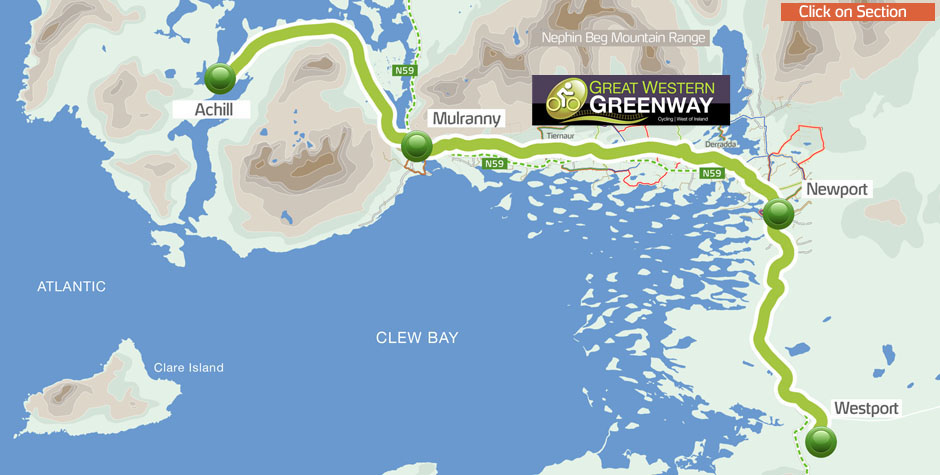 Click on Section
Nephin Beg Mountain Range
N59
GREAT WESTERN
GREENWAY
Cycling | West of Ireland
Achill
Mulranny
Tiernaur
Derradda
N59
N59
Newport
ATLANTIC
CLEW BAY
Clare Island
Westport